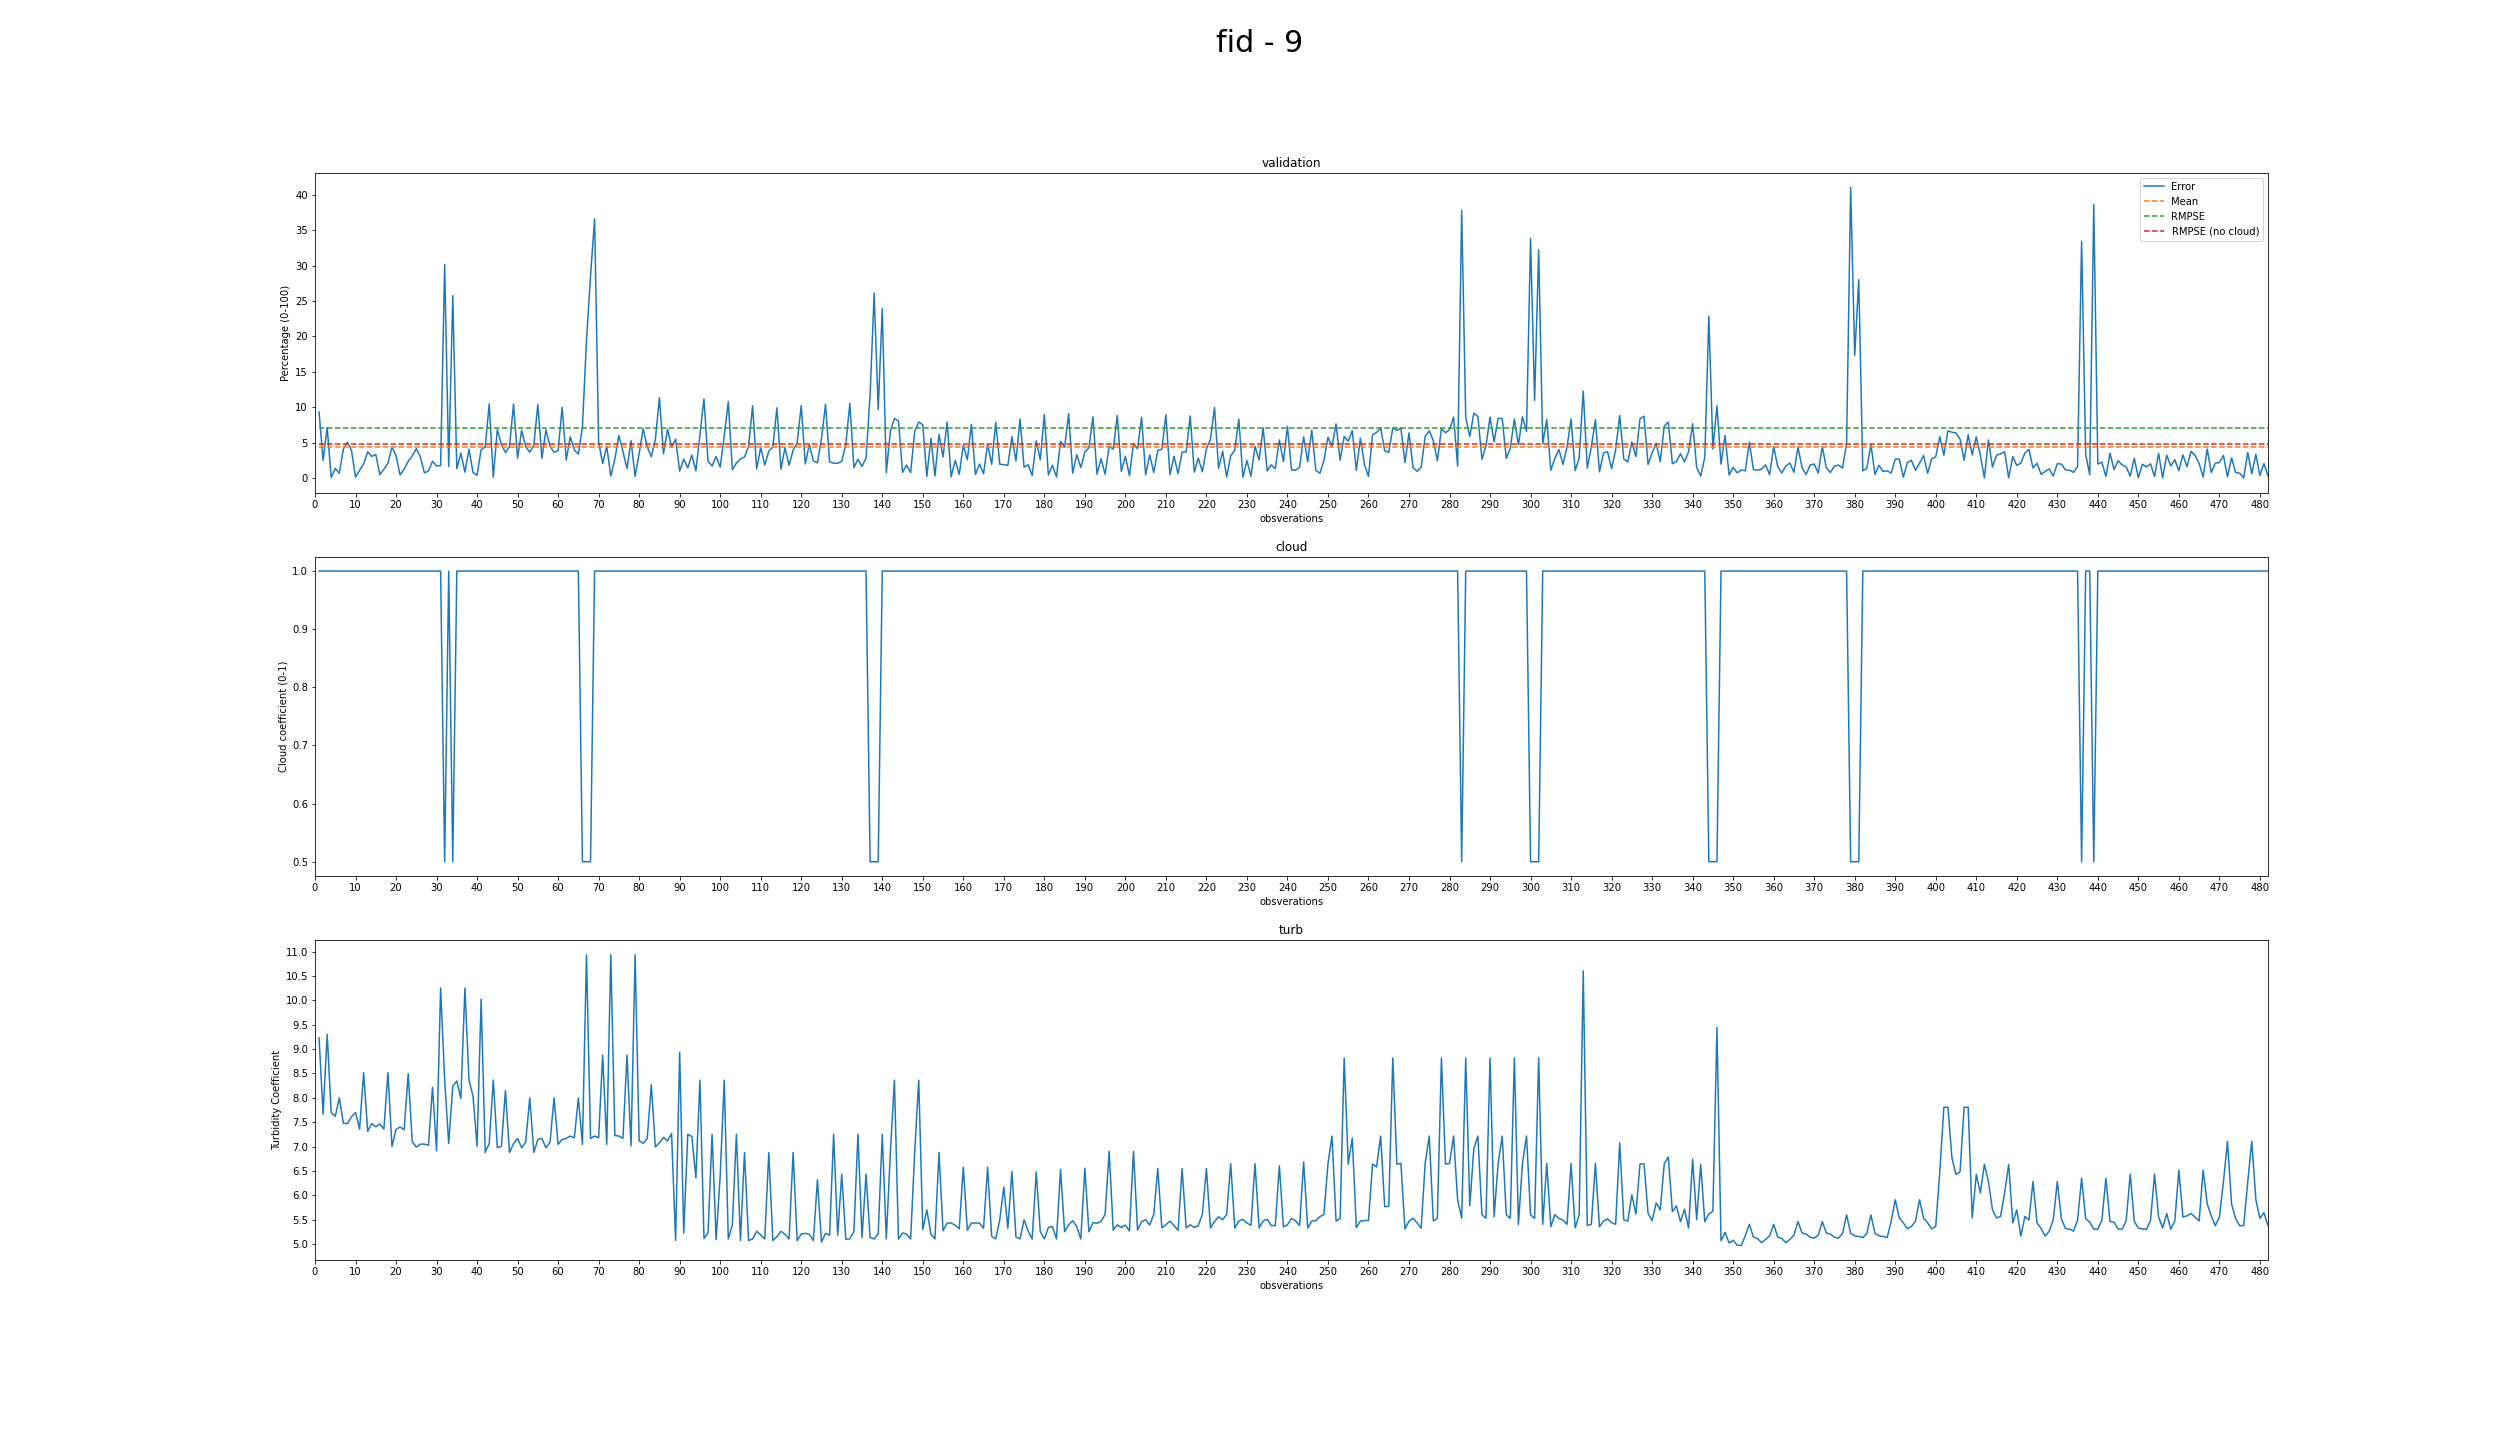 fid - 9
validation
Percentage (0-100)
40
35
30
25
20
15
10
5
0
Error
Mean
RMPSE
RMPSE (no cloud)
0 10 20 30 40 50 60 70 80 90 100 110 120 130 140 150 160 170 180 190 200 210 220 230 240 250 260 270 280 290 300 310 320 330 340 350 360 370 380 390 400 410 420 430 440 450 460 470 480
obsverations
cloud
Cloud coefficient (0-1)
1.0
0.9
0.8
0.7
0.6
0.5
0 10 20 30 40 50 60 70 80 90 100 110 120 130 140 150 160 170 180 190 200 210 220 230 240 250 260 270 280 290 300 310 320 330 340 350 360 370 380 390 400 410 420 430 440 450 460 470 480
obsverations
turb
Turbidity Coefficient
11.0
10.5
10.0
9.5
9.0
8.5
8.0
7.5
7.0
6.5
6.0
5.5
5.0
0 10 20 30 40 50 60 70 80 90 100 110 120 130 140 150 160 170 180 190 200 210 220 230 240 250 260 270 280 290 300 310 320 330 340 350 360 370 380 390 400 410 420 430 440 450 460 470 480
obsverations